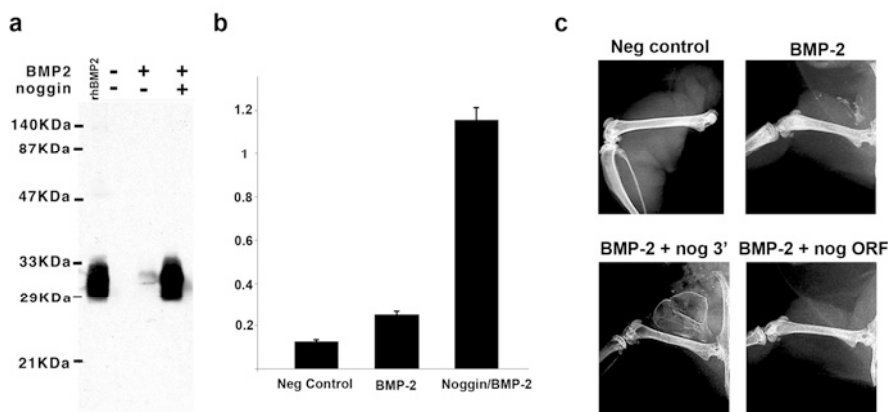 a
BMP2 - + +
noggin - - +
rhBMP2
140KDa
87KDa
47KDa
33KDa
29KDa
21KDa
b
1.2
1
0.8
0.6
0.4
0.2
Neg Control BMP-2 Noggin/BMP-2
c
Neg control BMP-2
BMP-2 + nog 3' BMP-2 + nog ORF